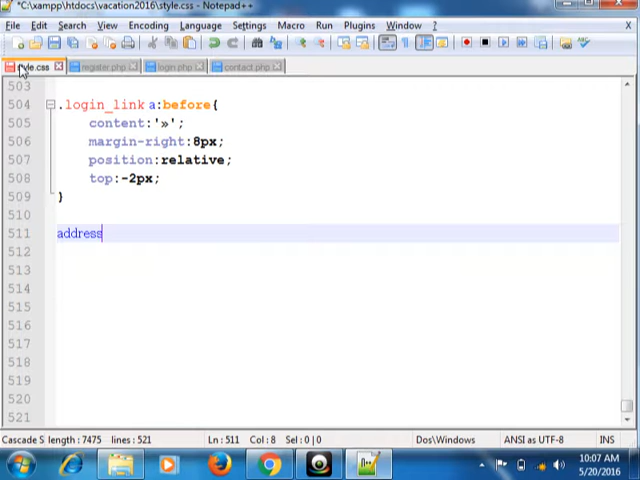 *C:\xampp\htdocs\vacation2016\style.css - Notepad++
File Edit Search View Encoding Language Settings Macro Run Plugins Window ?
style.css register.php login.php contact.php
503
504 .login_link a:before{
505 content:'»';
506 margin-right:8px;
507 position:relative;
508 top:-2px;
509 }
510
511 address
512
513
514
515
516
517
518
519
520
521
Cascade S length : 7475 lines : 521 Ln : 511 Col : 8 Sel : 0 | 0 Dos\Windows ANSI as UTF-8 INS
10:07 AM
5/20/2016